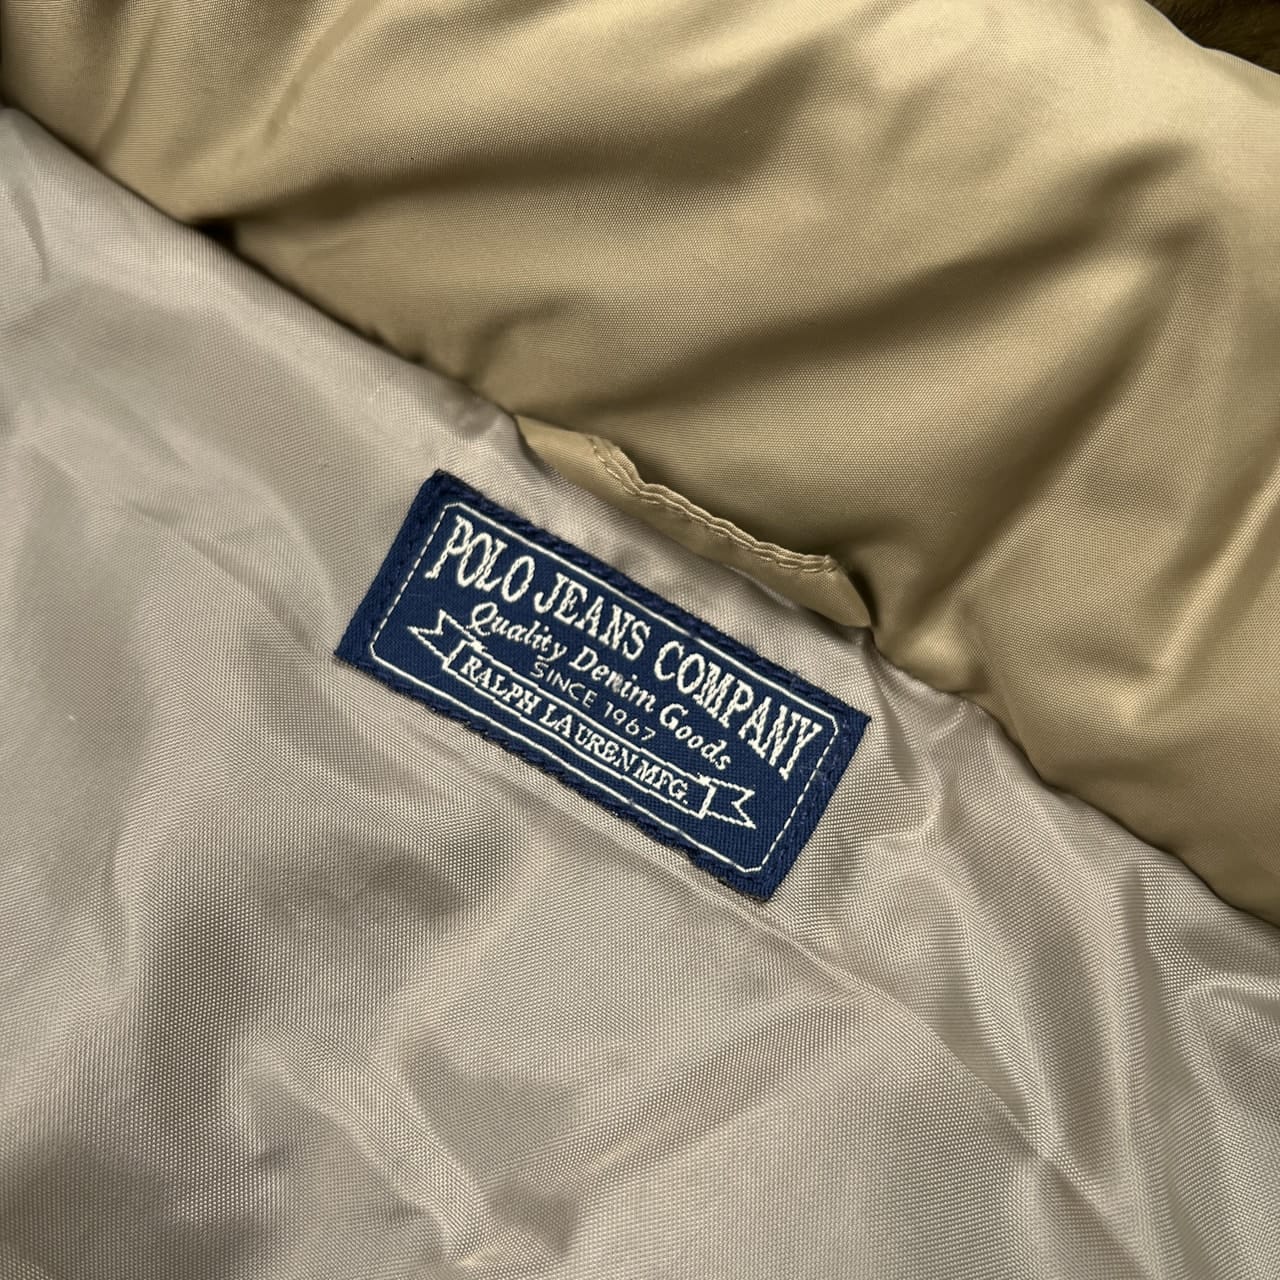 POLO JEANS COMPANY
Quality Denim Goods
SINCE 1967
RALPH LAUREN MFG.